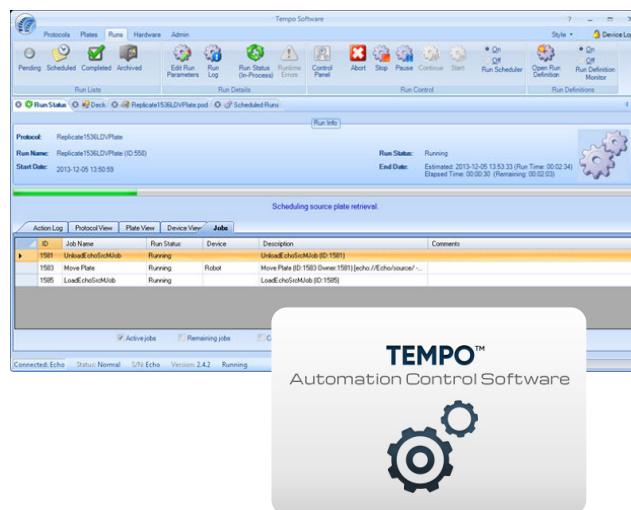 Tempo Software
Protocols Plates Runs Hardware Admin Style Device Log
Pending Scheduled Completed Archived Edit Run Parameters Run Log Run Status (In-Process) Runtime Errors Control Panel Abort Stop Pause Continue Start On Off Run Scheduler Open Run Definition On Off Run Definition Monitor
Run Lists Run Details Run Control Run Definitions
Run Status Deck Replicate1536LDVPlate.pod Scheduled Runs
Run Info
Protocol: Replicate1536LDVPlate
Run Name: Replicate1536LDVPlate (ID:550) Run Status: Running
Start Date: 2013-12-05 13:50:59 End Date: Estimated: 2013-12-05 13:53:33 (Run Time: 00:02:34)
Elapsed Time: 00:00:30 (Remaining: 00:02:03)
Scheduling source plate retrieval.
Action Log Protocol View Plate View Device View Jobs
ID Job Name Run Status Device Description Comments
1581 UnloadEchoSrcMJob Running UnloadEchoSrcMJob (ID:1581)
1583 Move Plate Running Robot Move Plate (ID:1583 Owner:1581) [echo://Echo/source/ -...
1585 LoadEchoSrcMJob Running LoadEchoSrcMJob (ID:1585)
Active jobs Remaining jobs
Connected: Echo Status: Normal S/N: Echo Version: 2.4.2 Running
TEMPO™
Automation Control Software